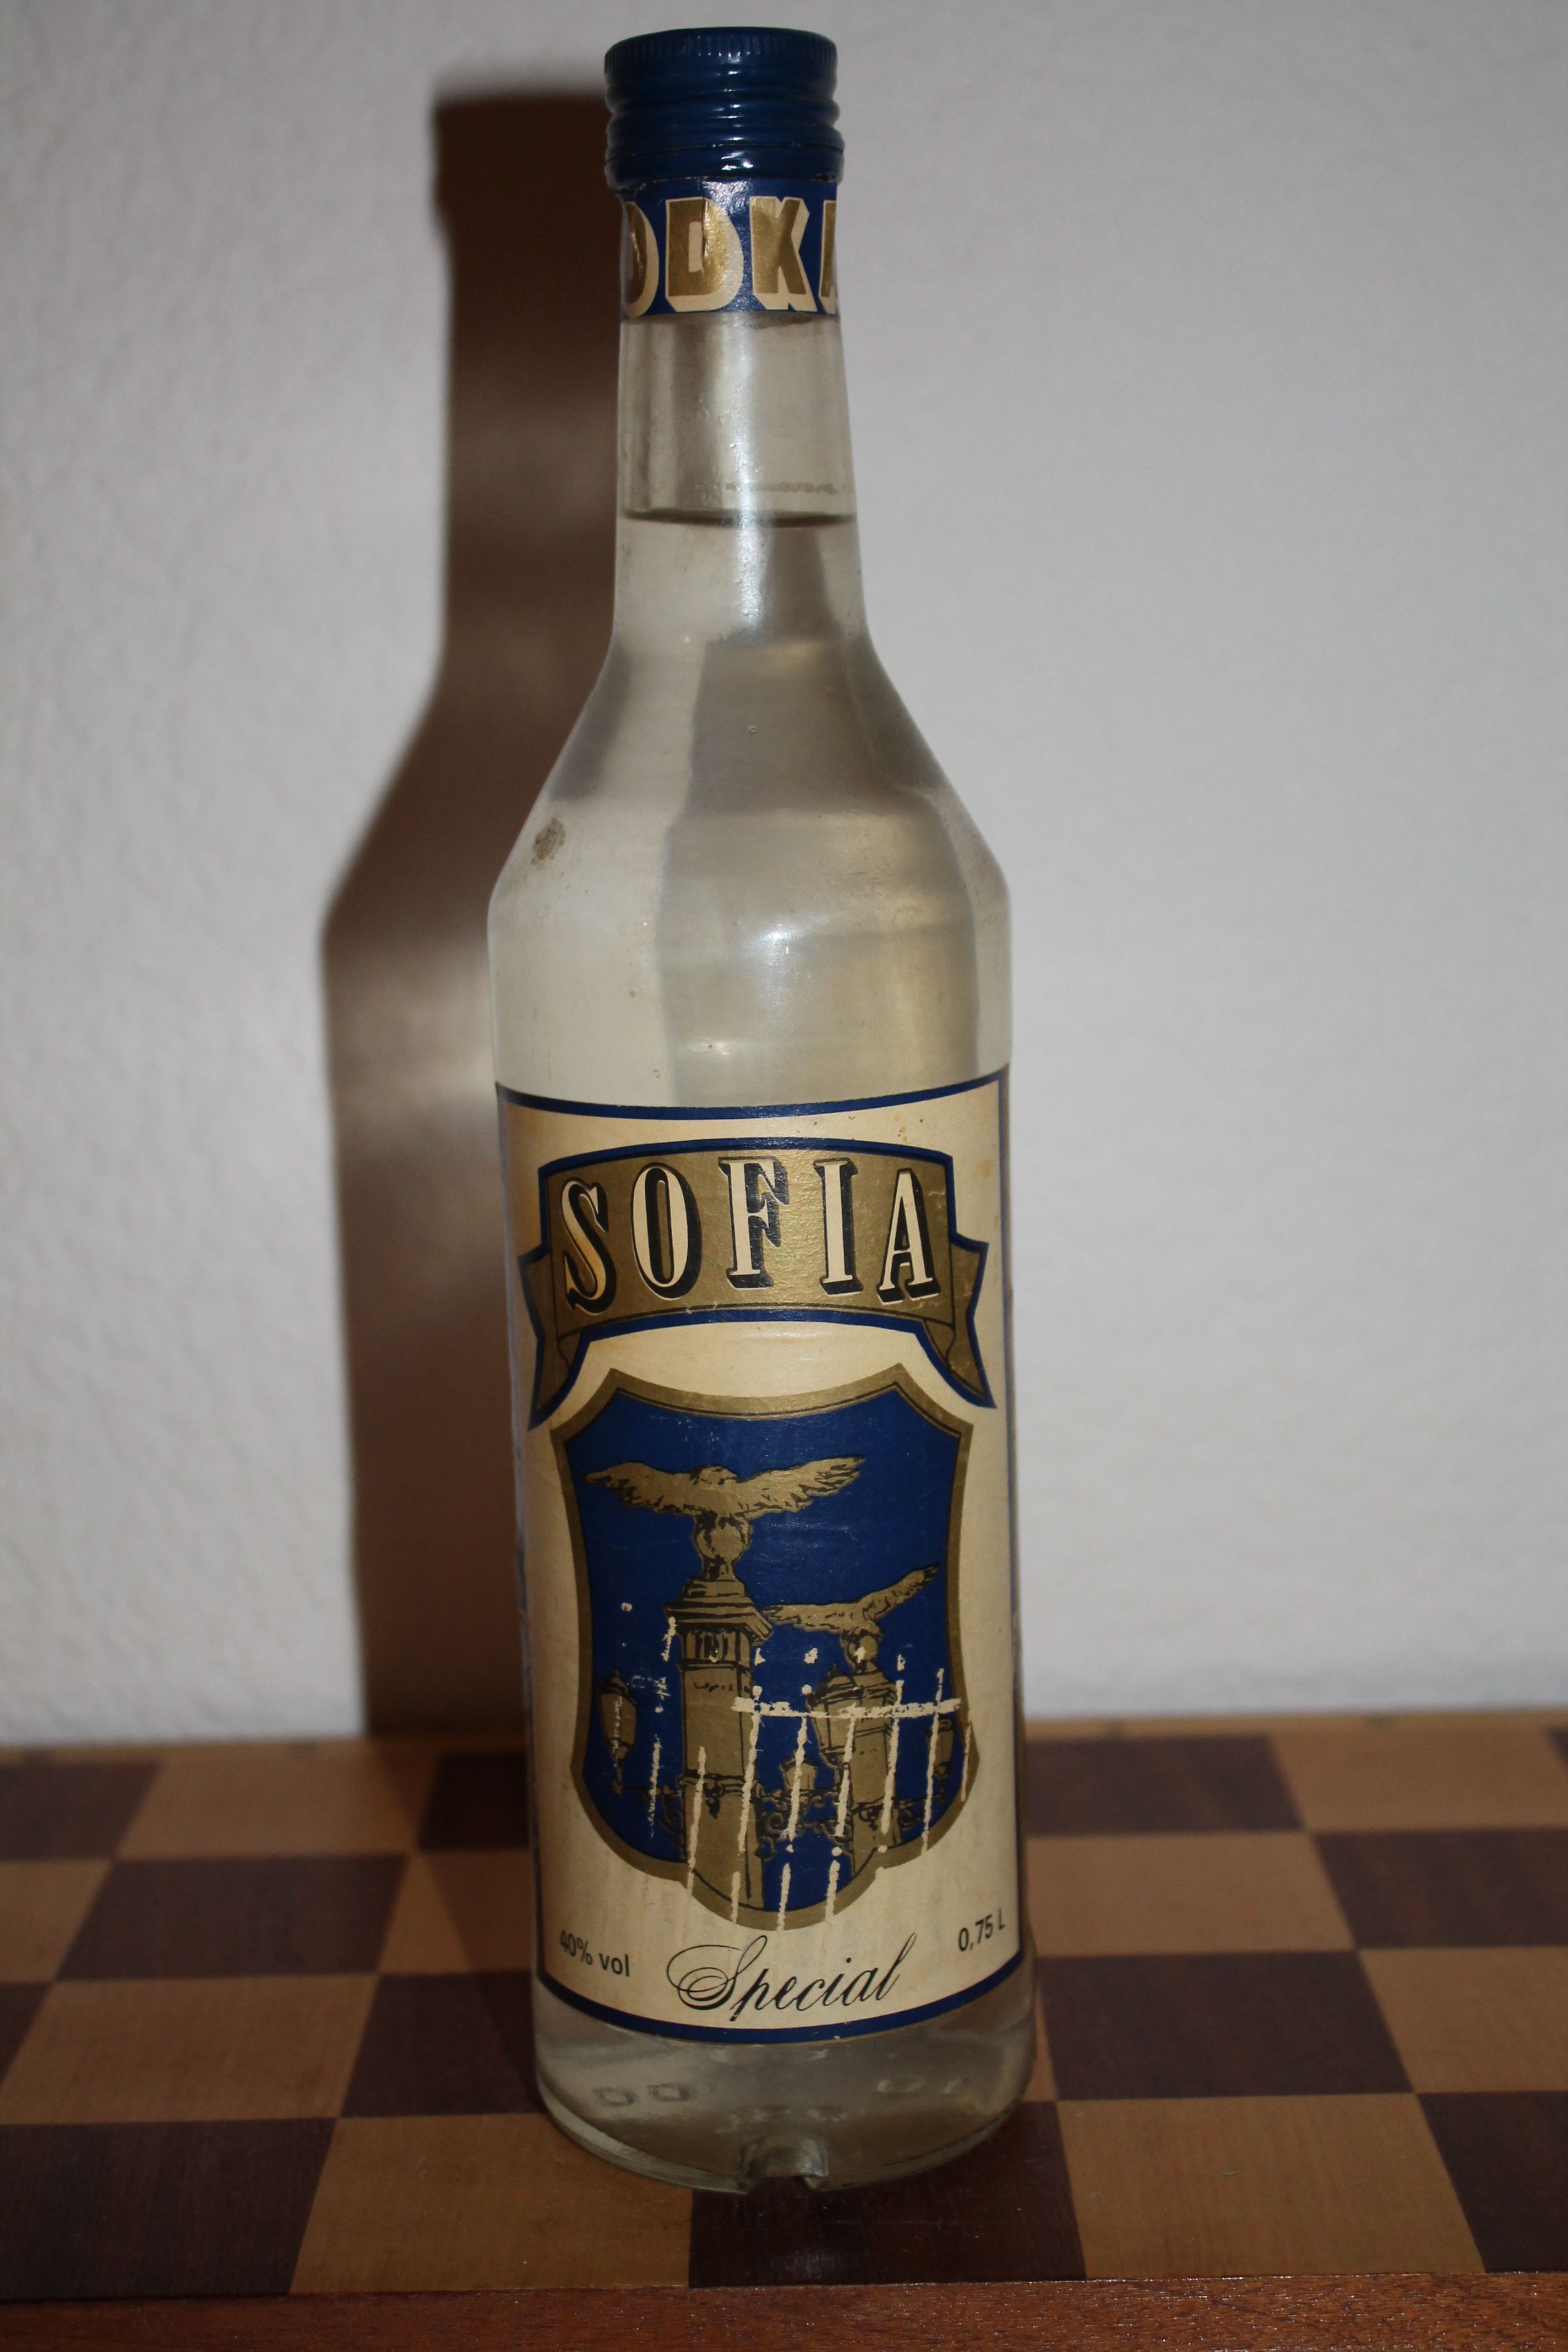 ODKA
SOFIA
40% vol
Special
0,75 L